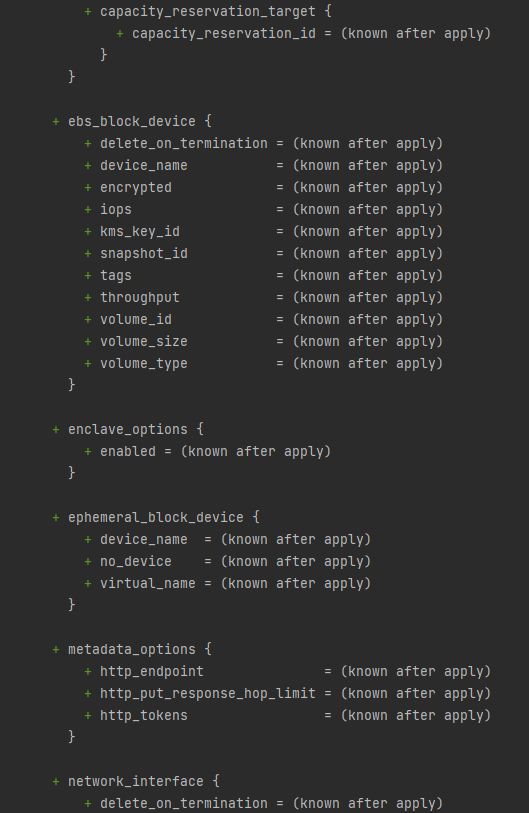 + capacity_reservation_target {
+ capacity_reservation_id = (known after apply)
}
}
+ ebs_block_device {
+ delete_on_termination = (known after apply)
+ device_name           = (known after apply)
+ encrypted             = (known after apply)
+ iops                  = (known after apply)
+ kms_key_id            = (known after apply)
+ snapshot_id           = (known after apply)
+ tags                  = (known after apply)
+ throughput            = (known after apply)
+ volume_id             = (known after apply)
+ volume_size           = (known after apply)
+ volume_type           = (known after apply)
}
+ enclave_options {
+ enabled = (known after apply)
}
+ ephemeral_block_device {
+ device_name  = (known after apply)
+ no_device    = (known after apply)
+ virtual_name = (known after apply)
}
+ metadata_options {
+ http_endpoint               = (known after apply)
+ http_put_response_hop_limit = (known after apply)
+ http_tokens                 = (known after apply)
}
+ network_interface {
+ delete_on_termination = (known after apply)